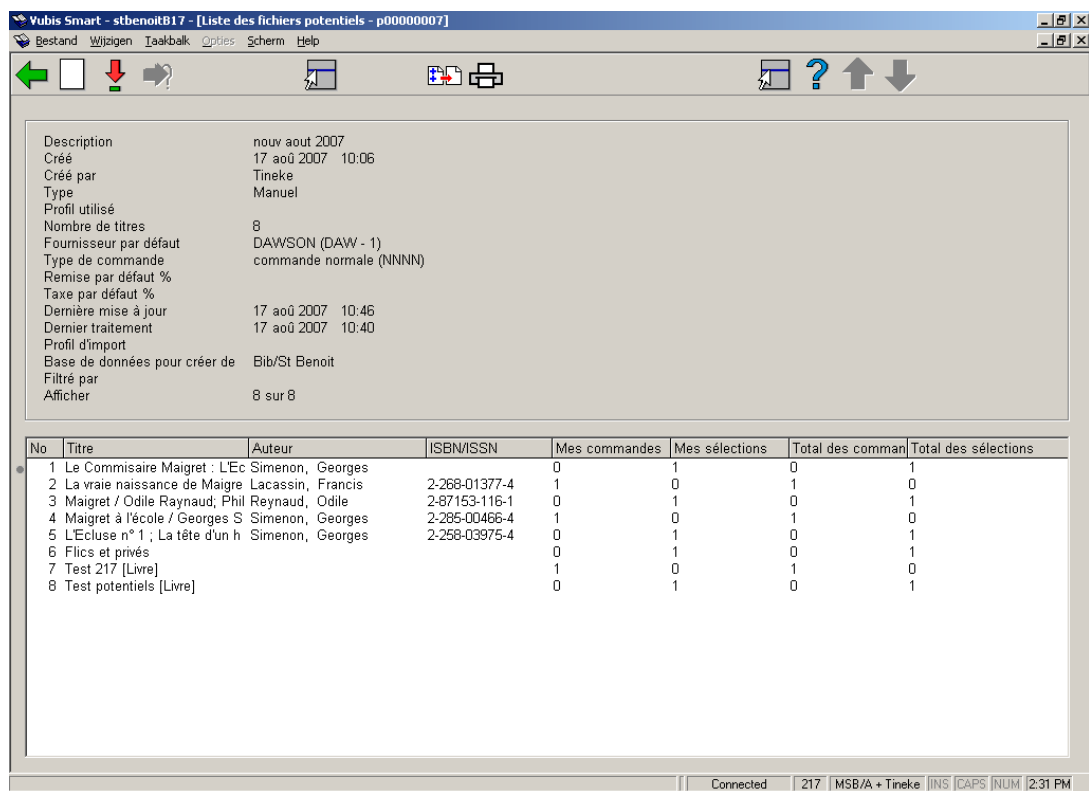 Vubis Smart - stbenoitB17 - [Liste des fichiers potentiels - p00000007]
Bestand Wijzigen Taakbalk Opties Scherm Help
Description nouv aout 2007
Créé 17 aoû 2007 10:06
Créé par Tineke
Type Manuel
Profil utilisé
Nombre de titres 8
Fournisseur par défaut DAWSON (DAW - 1)
Type de commande commande normale (NNNN)
Remise par défaut %
Taxe par défaut %
Dernière mise à jour 17 aoû 2007 10:46
Dernier traitement 17 aoû 2007 10:40
Profil d'import
Base de données pour créer de Bib/St Benoit
Filtré par
Afficher 8 sur 8
No Titre Auteur ISBN/ISSN Mes commandes Mes sélections Total des comman Total des sélections
1 Le Commisaire Maigret : L'Ec Simenon, Georges 0 1 0 1
2 La vraie naissance de Maigre Lacassin, Francis 2-268-01377-4 1 0 1 0
3 Maigret / Odile Raynaud; Phil Reynaud, Odile 2-87153-116-1 0 1 0 1
4 Maigret à l'école / Georges S Simenon, Georges 2-285-00466-4 1 0 1 0
5 L'Ecluse n° 1 ; La tête d'un h Simenon, Georges 2-258-03975-4 0 1 0 1
6 Flics et privés 0 1 0 1
7 Test 217 [Livre] 1 0 1 0
8 Test potentiels [Livre] 0 1 0 1
Connected 217 MSB/A + Tineke INS CAPS NUM 2:31 PM